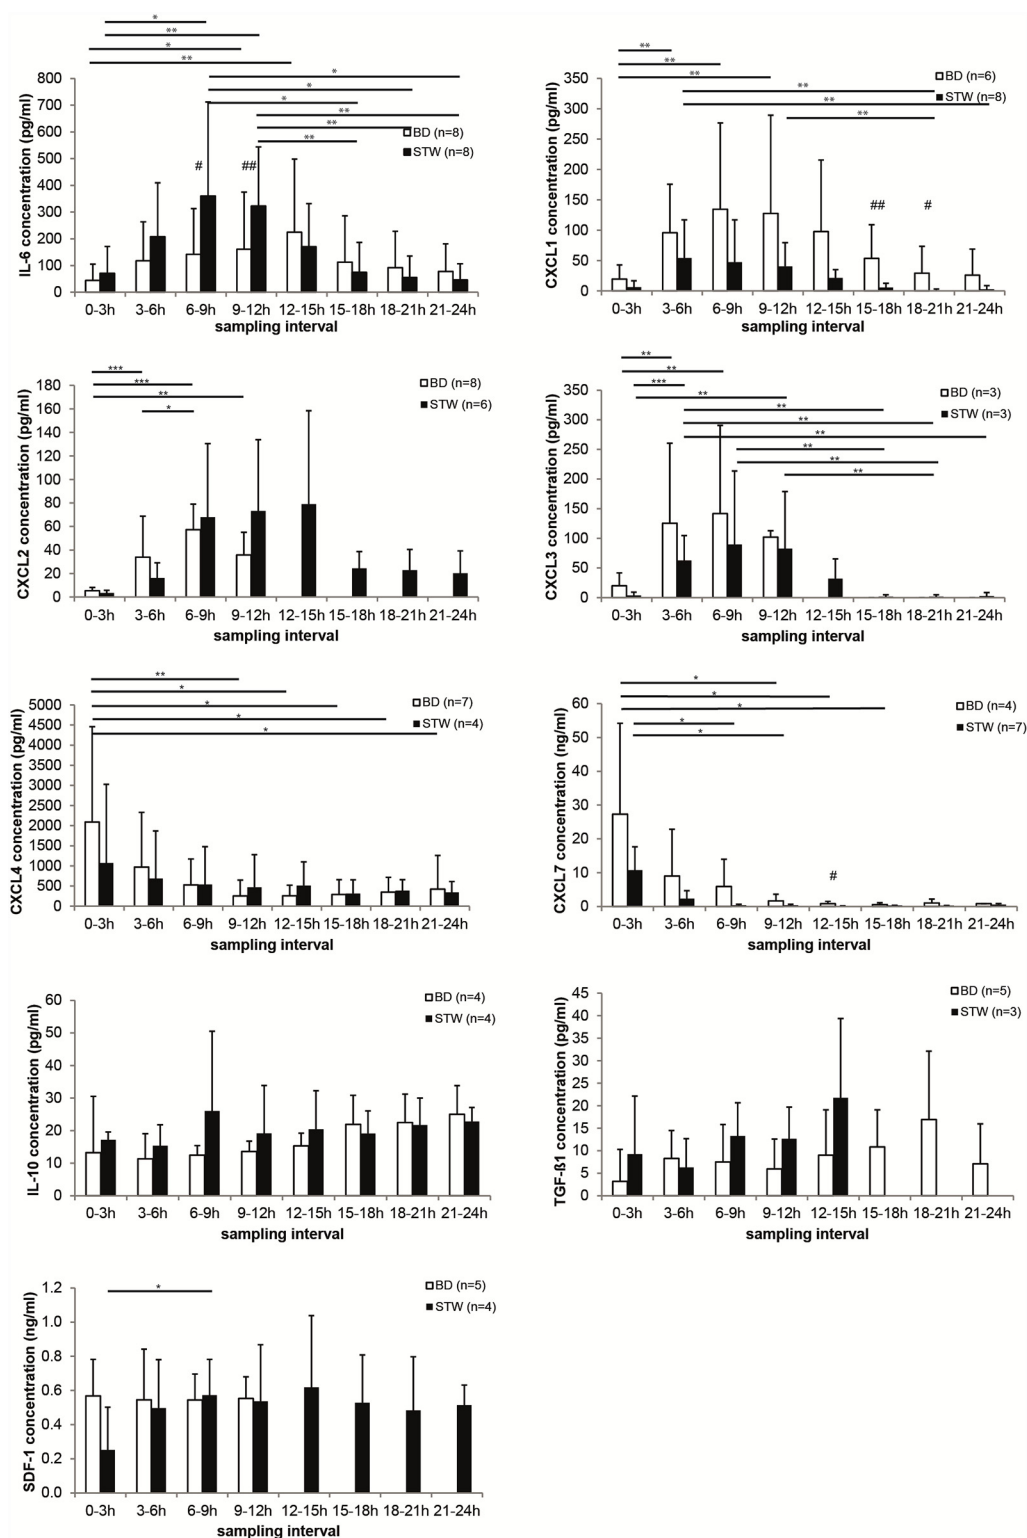 * ** * **
* * * ** ** **
IL-6 concentration (pg/ml)
800 700 600 500 400 300 200 100 0
BD (n=8)
STW (n=8)
# ##
0-3h 3-6h 6-9h 9-12h 12-15h 15-18h 18-21h 21-24h
sampling interval
** ** **
** ** **
CXCL1 concentration (pg/ml)
350 300 250 200 150 100 50 0
BD (n=6)
STW (n=8)
## #
0-3h 3-6h 6-9h 9-12h 12-15h 15-18h 18-21h 21-24h
sampling interval
*** *** ** *
CXCL2 concentration (pg/ml)
180 160 140 120 100 80 60 40 20 0
BD (n=8)
STW (n=6)
0-3h 3-6h 6-9h 9-12h 12-15h 15-18h 18-21h 21-24h
sampling interval
** ** *** **
** ** ** ** ** **
CXCL3 concentration (pg/ml)
350 300 250 200 150 100 50 0
BD (n=3)
STW (n=3)
0-3h 3-6h 6-9h 9-12h 12-15h 15-18h 18-21h 21-24h
sampling interval
** * * * *
CXCL4 concentration (pg/ml)
5000 4500 4000 3500 3000 2500 2000 1500 1000 500 0
BD (n=7)
STW (n=4)
0-3h 3-6h 6-9h 9-12h 12-15h 15-18h 18-21h 21-24h
sampling interval
* * * * *
CXCL7 concentration (ng/ml)
60 50 40 30 20 10 0
BD (n=4)
STW (n=7)
#
0-3h 3-6h 6-9h 9-12h 12-15h 15-18h 18-21h 21-24h
sampling interval
IL-10 concentration (pg/ml)
60 50 40 30 20 10 0
BD (n=4)
STW (n=4)
0-3h 3-6h 6-9h 9-12h 12-15h 15-18h 18-21h 21-24h
sampling interval
TGF-ß1 concentration (pg/ml)
45 40 35 30 25 20 15 10 5 0
BD (n=5)
STW (n=3)
0-3h 3-6h 6-9h 9-12h 12-15h 15-18h 18-21h 21-24h
sampling interval
*
SDF-1 concentration (ng/ml)
1.2 1.0 0.8 0.6 0.4 0.2 0.0
BD (n=5)
STW (n=4)
0-3h 3-6h 6-9h 9-12h 12-15h 15-18h 18-21h 21-24h
sampling interval